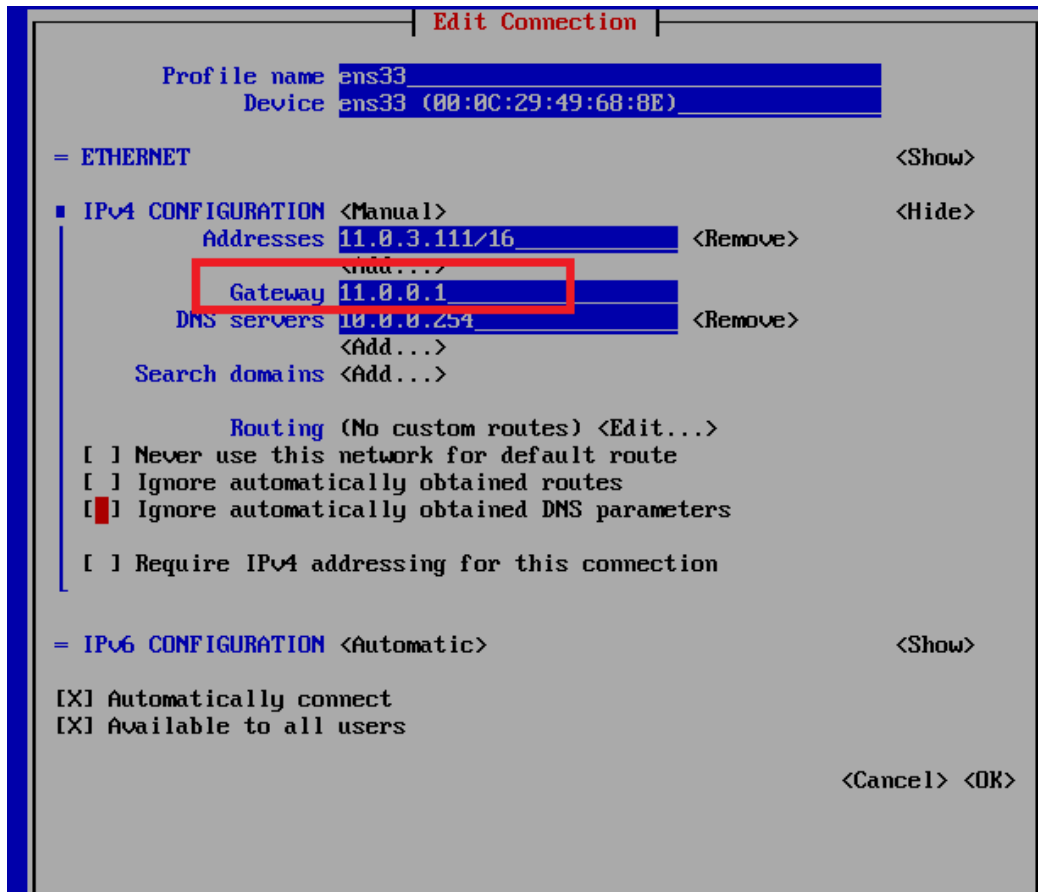 Edit Connection
Profile name ens33
Device ens33 (00:0C:29:49:68:8E)
= ETHERNET <Show>
IPv4 CONFIGURATION <Manual> <Hide>
Addresses 11.0.3.111/16 <Remove>
<Add...>
Gateway 11.0.0.1
DNS servers 10.0.0.254 <Remove>
<Add...>
Search domains <Add...>
Routing (No custom routes) <Edit...>
[ ] Never use this network for default route
[ ] Ignore automatically obtained routes
[ ] Ignore automatically obtained DNS parameters
[ ] Require IPv4 addressing for this connection
= IPv6 CONFIGURATION <Automatic> <Show>
[X] Automatically connect
[X] Available to all users
<Cancel> <OK>